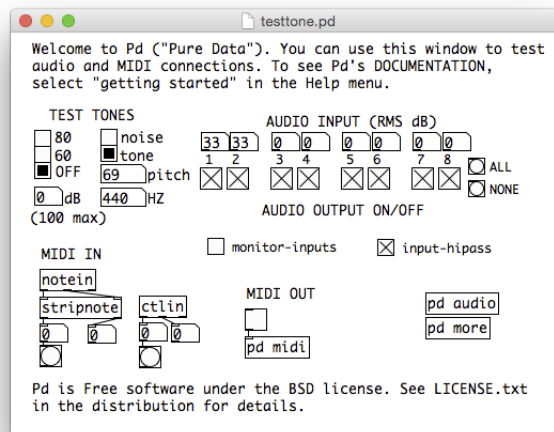 testtone.pd
Welcome to Pd ("Pure Data"). You can use this window to test
audio and MIDI connections. To see Pd's DOCUMENTATION,
select "getting started" in the Help menu.
TEST TONES
AUDIO INPUT (RMS dB)
80 noise
60 tone
33 33 0 0 0 0 0 0
OFF 69 pitch
1 2 3 4 5 6 7 8
ALL
0 dB 440 HZ
NONE
(100 max)
AUDIO OUTPUT ON/OFF
monitor-inputs input-hipass
MIDI IN
notein
MIDI OUT
stripnote ctlin
pd audio
0 0 0 0
pd more
pd midi
Pd is Free software under the BSD license. See LICENSE.txt
in the distribution for details.